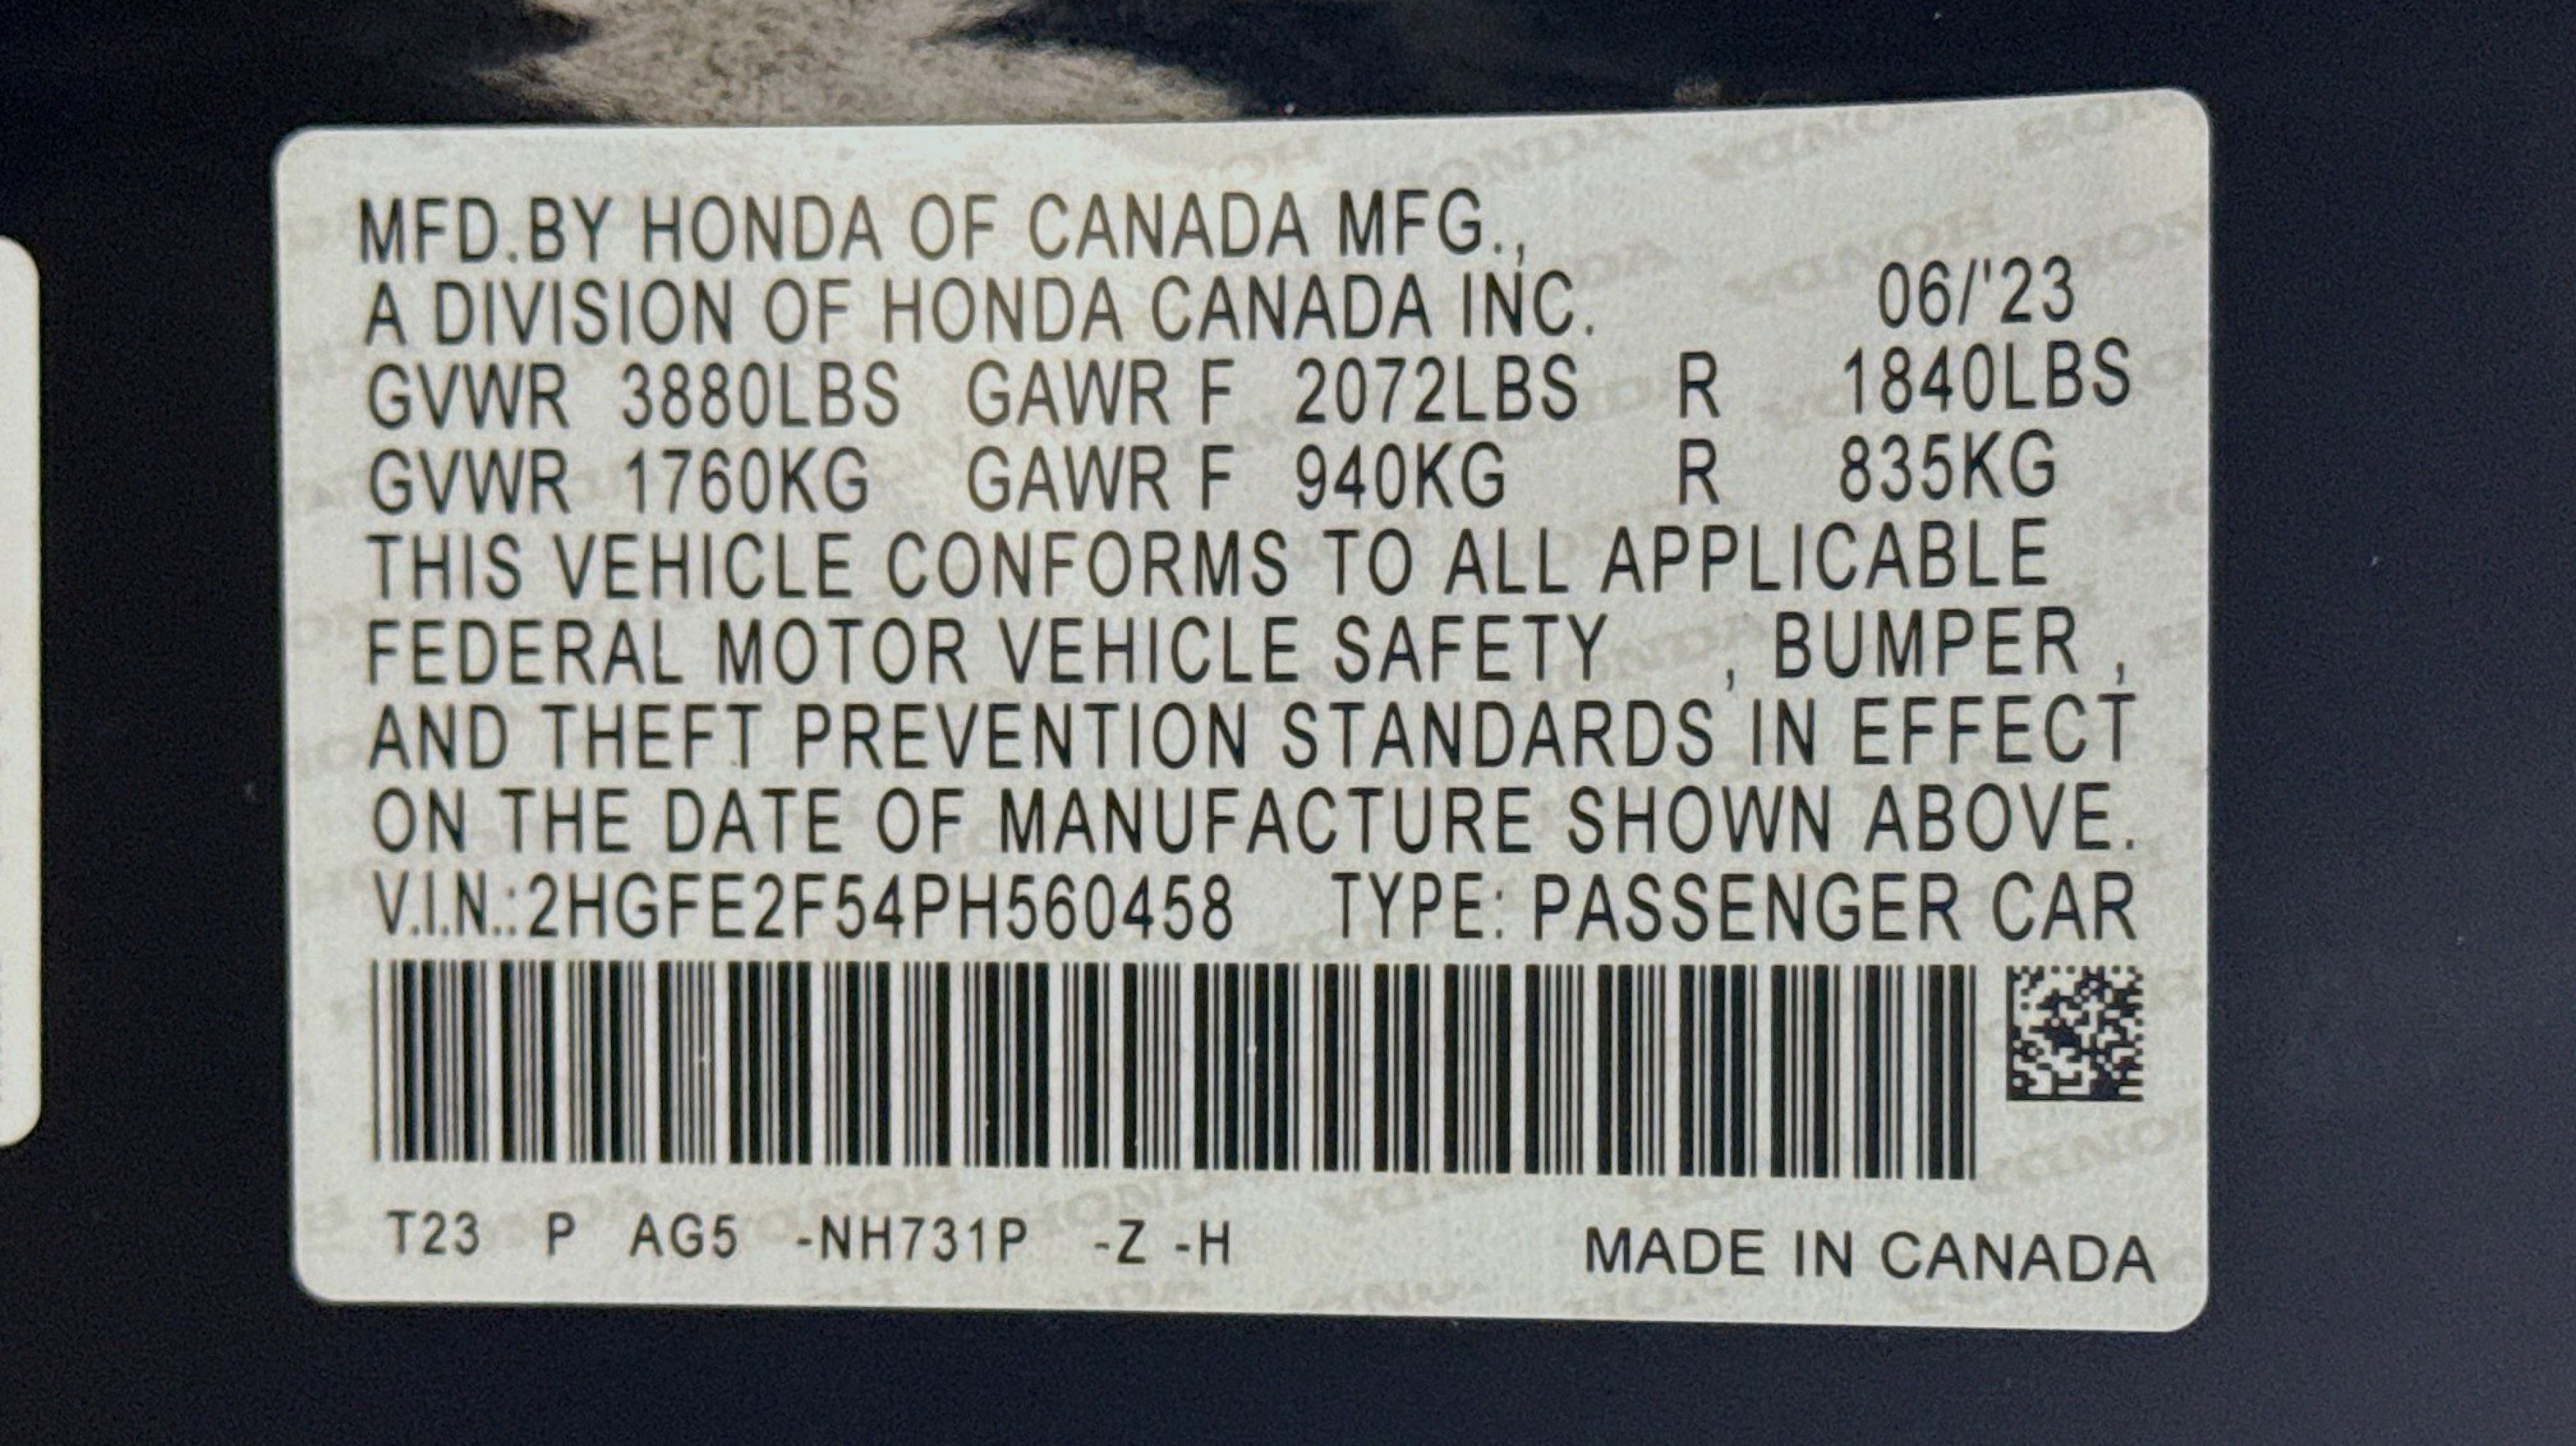 MFD.BY HONDA OF CANADA MFG.,
A DIVISION OF HONDA CANADA INC. 06/'23
GVWR 3880LBS GAWR F 2072LBS R 1840LBS
GVWR 1760KG GAWR F 940KG R 835KG
THIS VEHICLE CONFORMS TO ALL APPLICABLE
FEDERAL MOTOR VEHICLE SAFETY , BUMPER ,
AND THEFT PREVENTION STANDARDS IN EFFECT
ON THE DATE OF MANUFACTURE SHOWN ABOVE.
V.I.N.:2HGFE2F54PH560458 TYPE: PASSENGER CAR
T23 P AG5 -NH731P -Z -H MADE IN CANADA